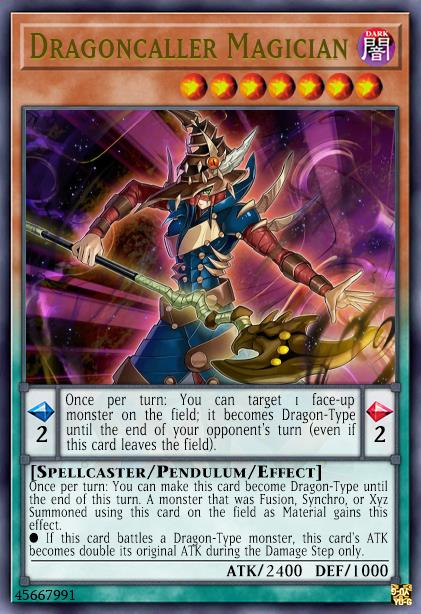 Dragoncaller Magician
DARK
闇
Once per turn: You can target 1 face-up
monster on the field; it becomes Dragon-Type
until the end of your opponent's turn (even if
this card leaves the field).
2
2
[Spellcaster/Pendulum/Effect]
Once per turn: You can make this card become Dragon-Type until
the end of this turn. A monster that was Fusion, Synchro, or Xyz
Summoned using this card on the field as Material gains this
effect.
● If this card battles a Dragon-Type monster, this card's ATK
becomes double its original ATK during the Damage Step only.
ATK/2400 DEF/1000
45667991